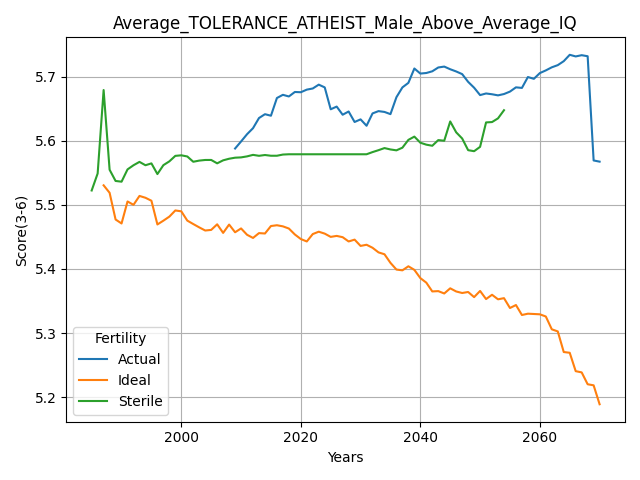 Average_TOLERANCE_ATHEIST_Male_Above_Average_IQ
Score(3-6)
5.7
5.6
5.5
5.4
5.3
5.2
Fertility
Actual
Ideal
Sterile
2000 2020 2040 2060
Years